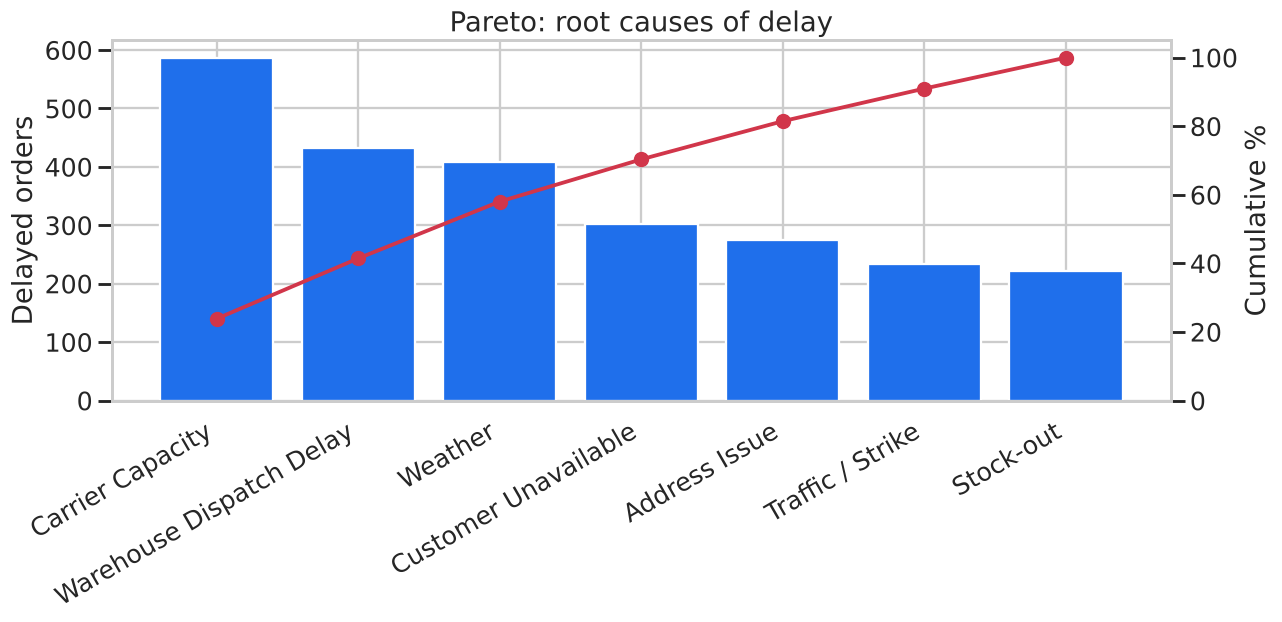 Pareto: root causes of delay
Delayed orders
600
500
400
300
200
100
0
100
80
60
40
20
0
Cumulative %
Carrier Capacity
Warehouse Dispatch Delay
Weather
Customer Unavailable
Address Issue
Traffic / Strike
Stock-out